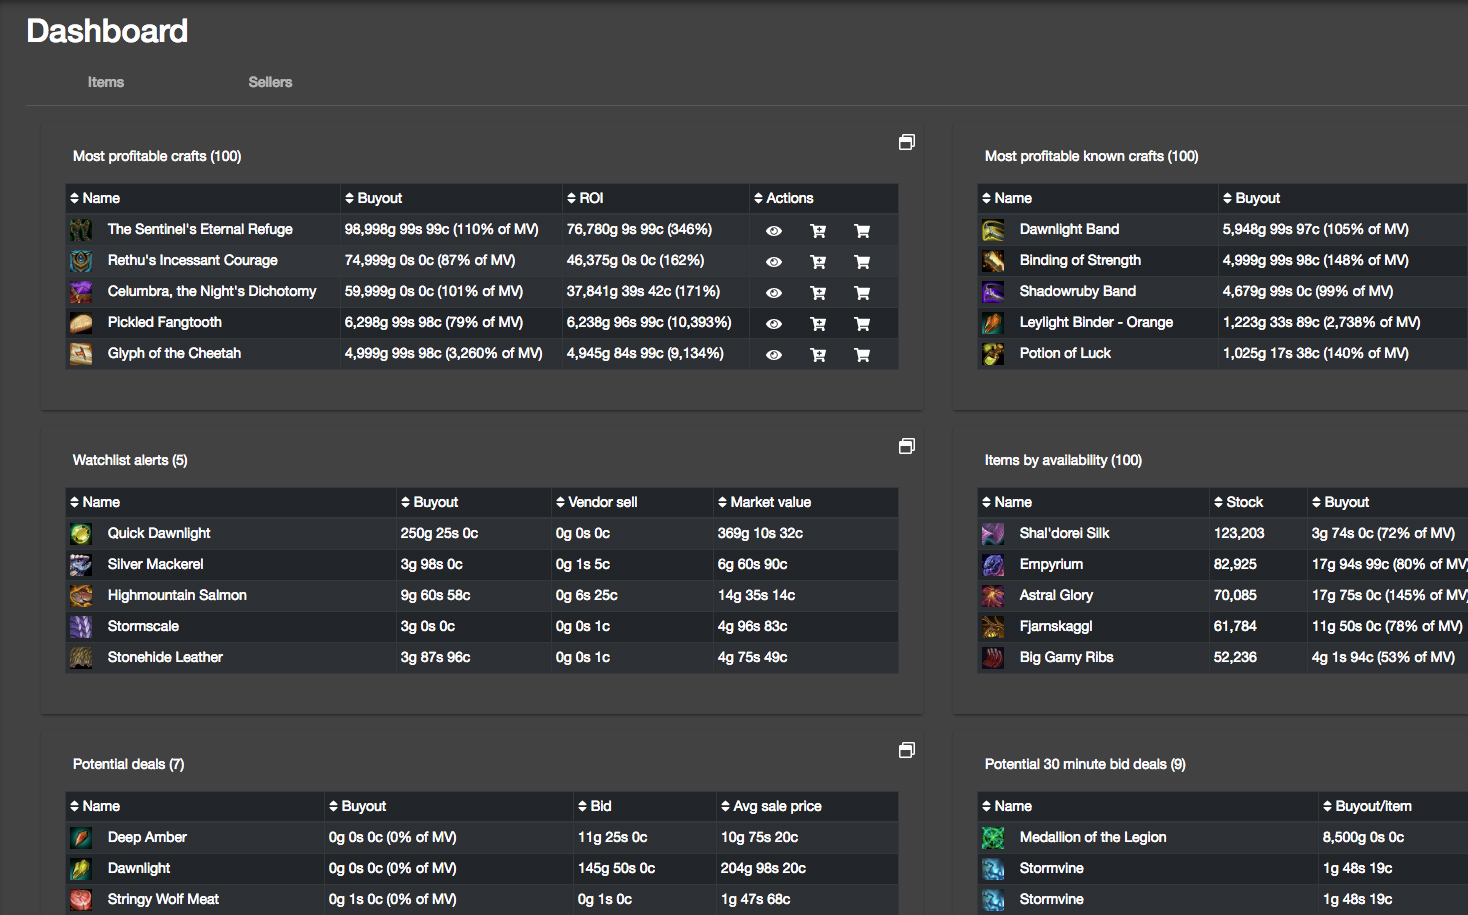 Dashboard
Items Sellers
Most profitable crafts (100)
Name Buyout ROI Actions
The Sentinel's Eternal Refuge 98,998g 99s 99c (110% of MV) 76,780g 9s 99c (346%)
Rethu's Incessant Courage 74,999g 0s 0c (87% of MV) 46,375g 0s 0c (162%)
Celumbra, the Night's Dichotomy 59,999g 0s 0c (101% of MV) 37,841g 39s 42c (171%)
Pickled Fangtooth 6,298g 99s 98c (79% of MV) 6,238g 96s 99c (10,393%)
Glyph of the Cheetah 4,999g 99s 98c (3,260% of MV) 4,945g 84s 99c (9,134%)
Most profitable known crafts (100)
Name Buyout
Dawnlight Band 5,948g 99s 97c (105% of MV)
Binding of Strength 4,999g 99s 98c (148% of MV)
Shadowruby Band 4,679g 99s 0c (99% of MV)
Leylight Binder - Orange 1,223g 33s 89c (2,738% of MV)
Potion of Luck 1,025g 17s 38c (140% of MV)
Watchlist alerts (5)
Name Buyout Vendor sell Market value
Quick Dawnlight 250g 25s 0c 0g 0s 0c 369g 10s 32c
Silver Mackerel 3g 98s 0c 0g 1s 5c 6g 60s 90c
Highmountain Salmon 9g 60s 58c 0g 6s 25c 14g 35s 14c
Stormscale 3g 0s 0c 0g 0s 1c 4g 96s 83c
Stonehide Leather 3g 87s 96c 0g 0s 1c 4g 75s 49c
Items by availability (100)
Name Stock Buyout
Shal'dorei Silk 123,203 3g 74s 0c (72% of MV)
Empyrium 82,925 17g 94s 99c (80% of MV)
Astral Glory 70,085 17g 75s 0c (145% of MV)
Fjarnskaggl 61,784 11g 50s 0c (78% of MV)
Big Gamy Ribs 52,236 4g 1s 94c (53% of MV)
Potential deals (7)
Name Buyout Bid Avg sale price
Deep Amber 0g 0s 0c (0% of MV) 11g 25s 0c 10g 75s 20c
Dawnlight 0g 0s 0c (0% of MV) 145g 50s 0c 204g 98s 20c
Stringy Wolf Meat 0g 1s 0c (0% of MV) 0g 1s 0c 1g 47s 68c
Potential 30 minute bid deals (9)
Name Buyout/item
Medallion of the Legion 8,500g 0s 0c
Stormvine 1g 48s 19c
Stormvine 1g 48s 19c